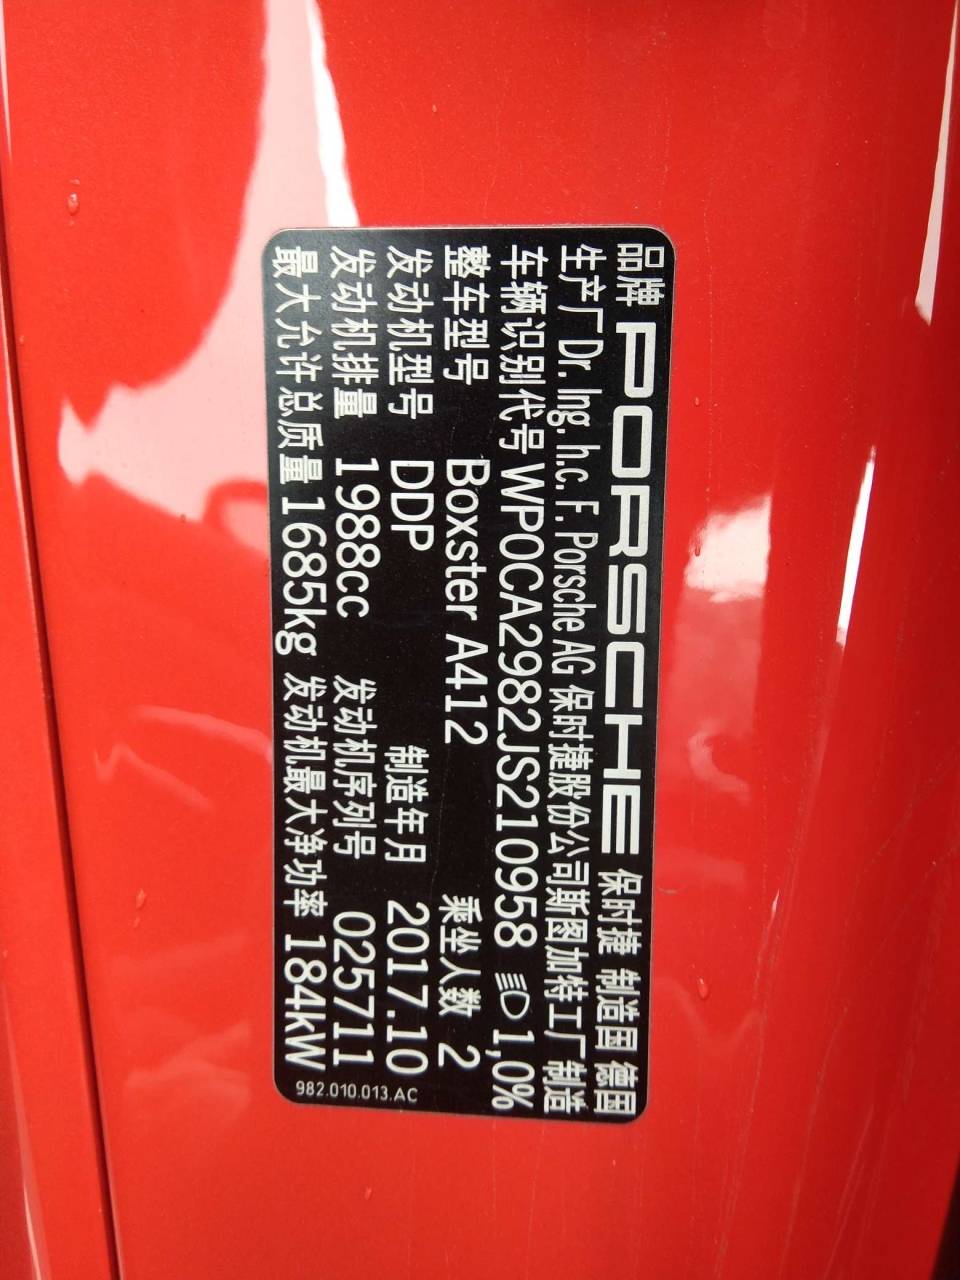 品牌 PORSCHE 保时捷 制造国 德国
生产厂 Dr. Ing. h.c. F. Porsche AG 保时捷股份公司斯图加特工厂制造
车辆识别代号 WP0CA2982JS210958 1,0%
整车型号 Boxster A412 乘坐人数 2
发动机型号 DDP 制造年月 2017.10
发动机排量 1988cc 发动机序列号 025711
最大允许总质量 1685kg 发动机最大净功率 184kW
982.010.013.AC